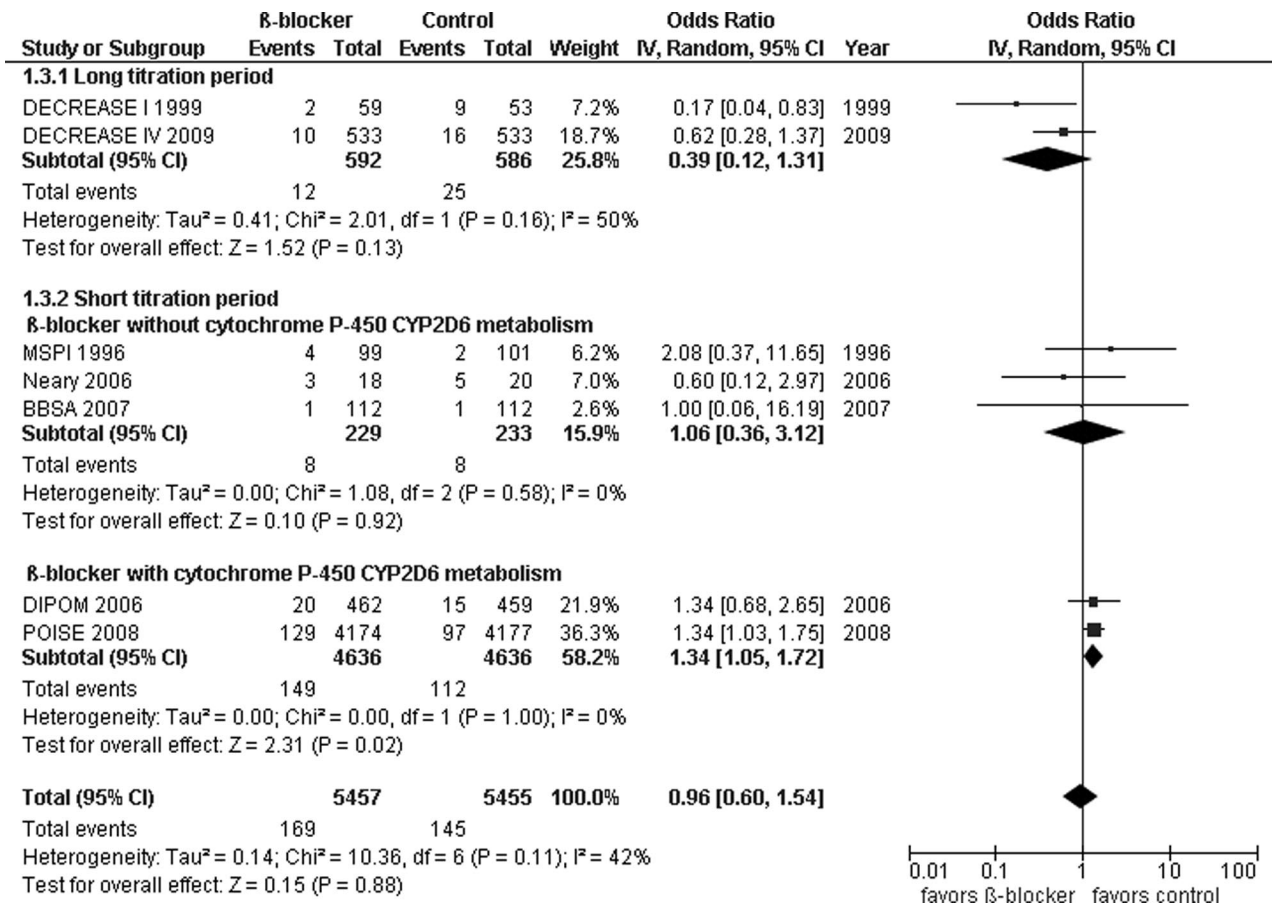 ß-blocker Control Odds Ratio Odds Ratio
Study or Subgroup Events Total Events Total Weight IV, Random, 95% CI Year IV, Random, 95% CI
1.3.1 Long titration period
DECREASE I 1999 2 59 9 53 7.2% 0.17 [0.04, 0.83] 1999
DECREASE IV 2009 10 533 16 533 18.7% 0.62 [0.28, 1.37] 2009
Subtotal (95% CI) 592 586 25.8% 0.39 [0.12, 1.31]
Total events 12 25
Heterogeneity: Tau² = 0.41; Chi² = 2.01, df = 1 (P = 0.16); I² = 50%
Test for overall effect: Z = 1.52 (P = 0.13)
1.3.2 Short titration period
ß-blocker without cytochrome P-450 CYP2D6 metabolism
MSPI 1996 4 99 2 101 6.2% 2.08 [0.37, 11.65] 1996
Neary 2006 3 18 5 20 7.0% 0.60 [0.12, 2.97] 2006
BBSA 2007 1 112 1 112 2.6% 1.00 [0.06, 16.19] 2007
Subtotal (95% CI) 229 233 15.9% 1.06 [0.36, 3.12]
Total events 8 8
Heterogeneity: Tau² = 0.00; Chi² = 1.08, df = 2 (P = 0.58); I² = 0%
Test for overall effect: Z = 0.10 (P = 0.92)
ß-blocker with cytochrome P-450 CYP2D6 metabolism
DIPOM 2006 20 462 15 459 21.9% 1.34 [0.68, 2.65] 2006
POISE 2008 129 4174 97 4177 36.3% 1.34 [1.03, 1.75] 2008
Subtotal (95% CI) 4636 4636 58.2% 1.34 [1.05, 1.72]
Total events 149 112
Heterogeneity: Tau² = 0.00; Chi² = 0.00, df = 1 (P = 1.00); I² = 0%
Test for overall effect: Z = 2.31 (P = 0.02)
Total (95% CI) 5457 5455 100.0% 0.96 [0.60, 1.54]
Total events 169 145
Heterogeneity: Tau² = 0.14; Chi² = 10.36, df = 6 (P = 0.11); I² = 42%
Test for overall effect: Z = 0.15 (P = 0.88)
0.01 0.1 1 10 100
favors ß-blocker favors control